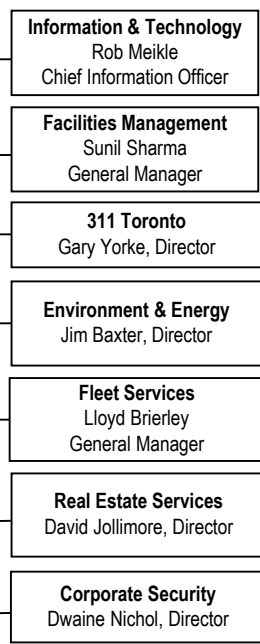 Information & Technology
Rob Meikle
Chief Information Officer
Facilities Management
Sunil Sharma
General Manager
311 Toronto
Gary Yorke, Director
Environment & Energy
Jim Baxter, Director
Fleet Services
Lloyd Brierley
General Manager
Real Estate Services
David Jollimore, Director
Corporate Security
Dwaine Nichol, Director